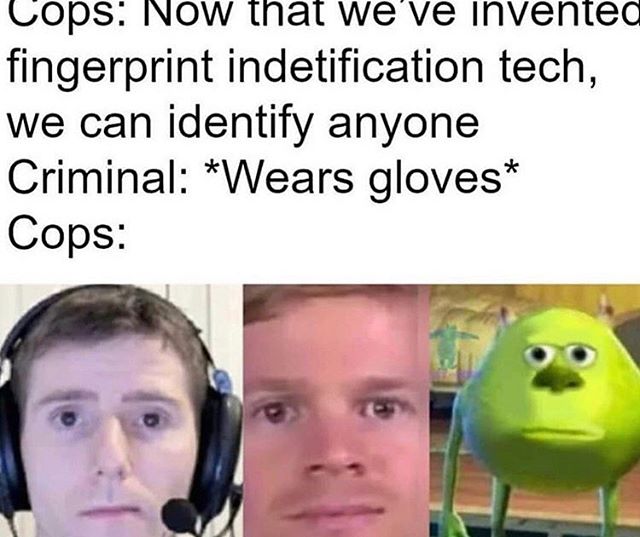 Cops: Now that we've invented
fingerprint indetification tech,
we can identify anyone
Criminal: *Wears gloves*
Cops: